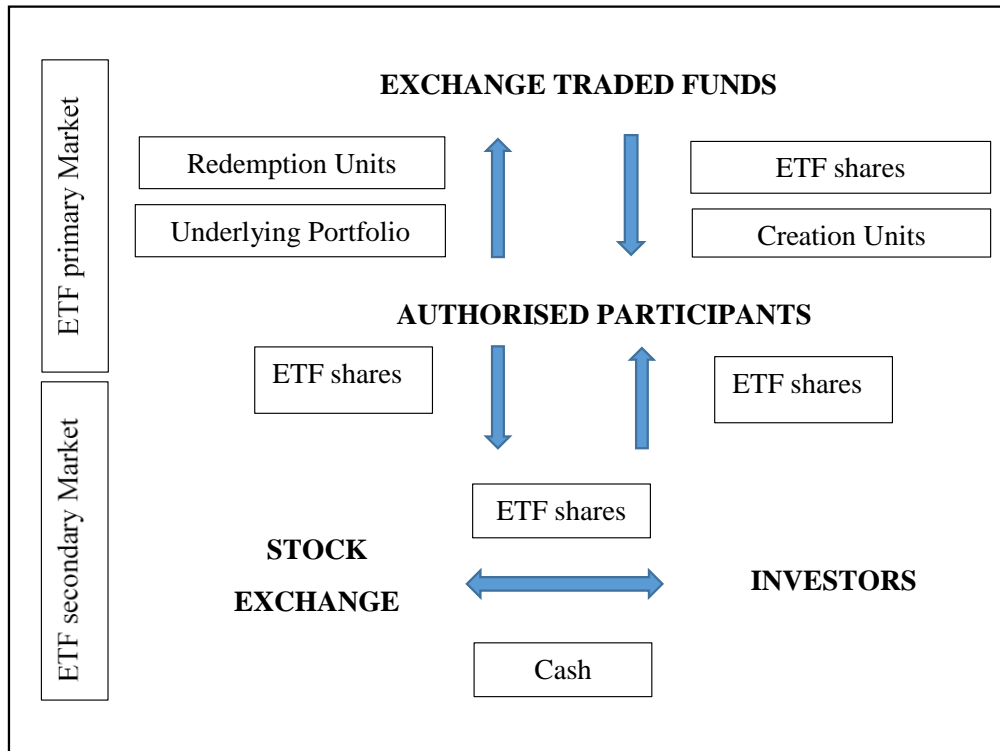 ETF primary Market
EXCHANGE TRADED FUNDS
Redemption Units
ETF shares
Underlying Portfolio
Creation Units
AUTHORISED PARTICIPANTS
ETF shares
ETF shares
ETF secondary Market
ETF shares
STOCK
EXCHANGE
INVESTORS
Cash